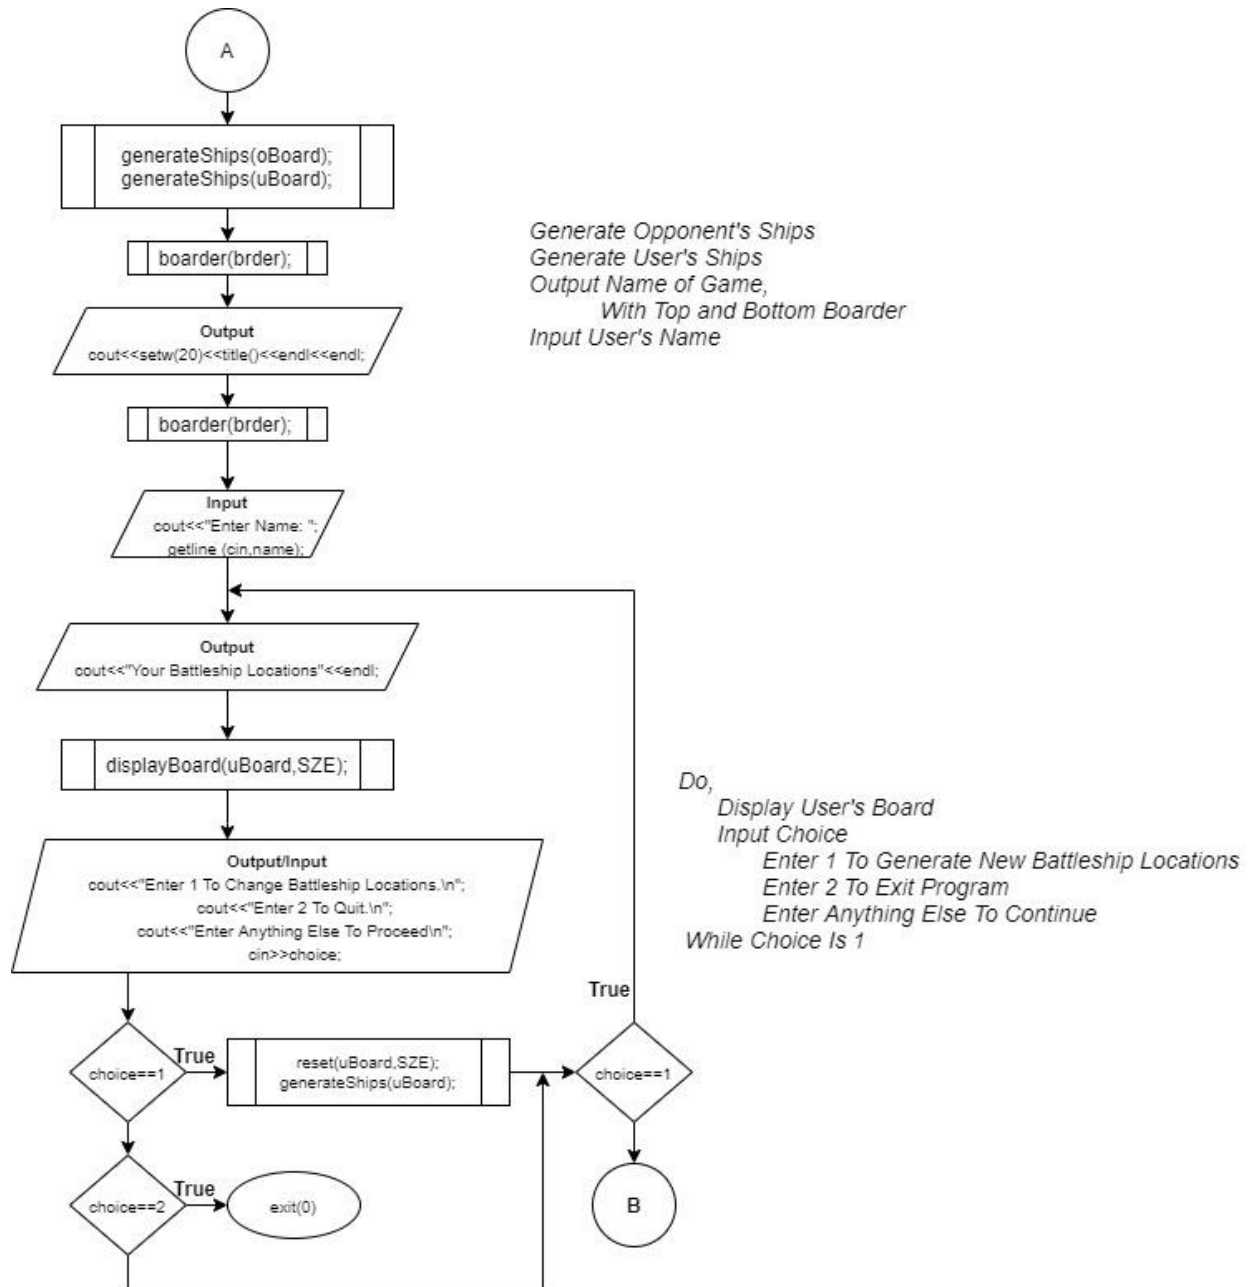 A
generateShips(oBoard);
generateShips(uBoard);
boarder(brder);
Output
cout<<setw(20)<<title()<<endl<<endl;
boarder(brder);
Input
cout<<"Enter Name: ";
getline (cin,name);
Generate Opponent's Ships
Generate User's Ships
Output Name of Game,
With Top and Bottom Boarder
Input User's Name
Output
cout<<"Your Battleship Locations"<<endl;
displayBoard(uBoard,SZE);
Output/Input
cout<<"Enter 1 To Change Battleship Locations.\n";
cout<<"Enter 2 To Quit.\n";
cout<<"Enter Anything Else To Proceed\n";
cin>>choice;
Do,
Display User's Board
Input Choice
Enter 1 To Generate New Battleship Locations
Enter 2 To Exit Program
Enter Anything Else To Continue
While Choice Is 1
choice==1
True
reset(uBoard,SZE);
generateShips(uBoard);
True
choice==1
choice==2
True
exit(0)
B